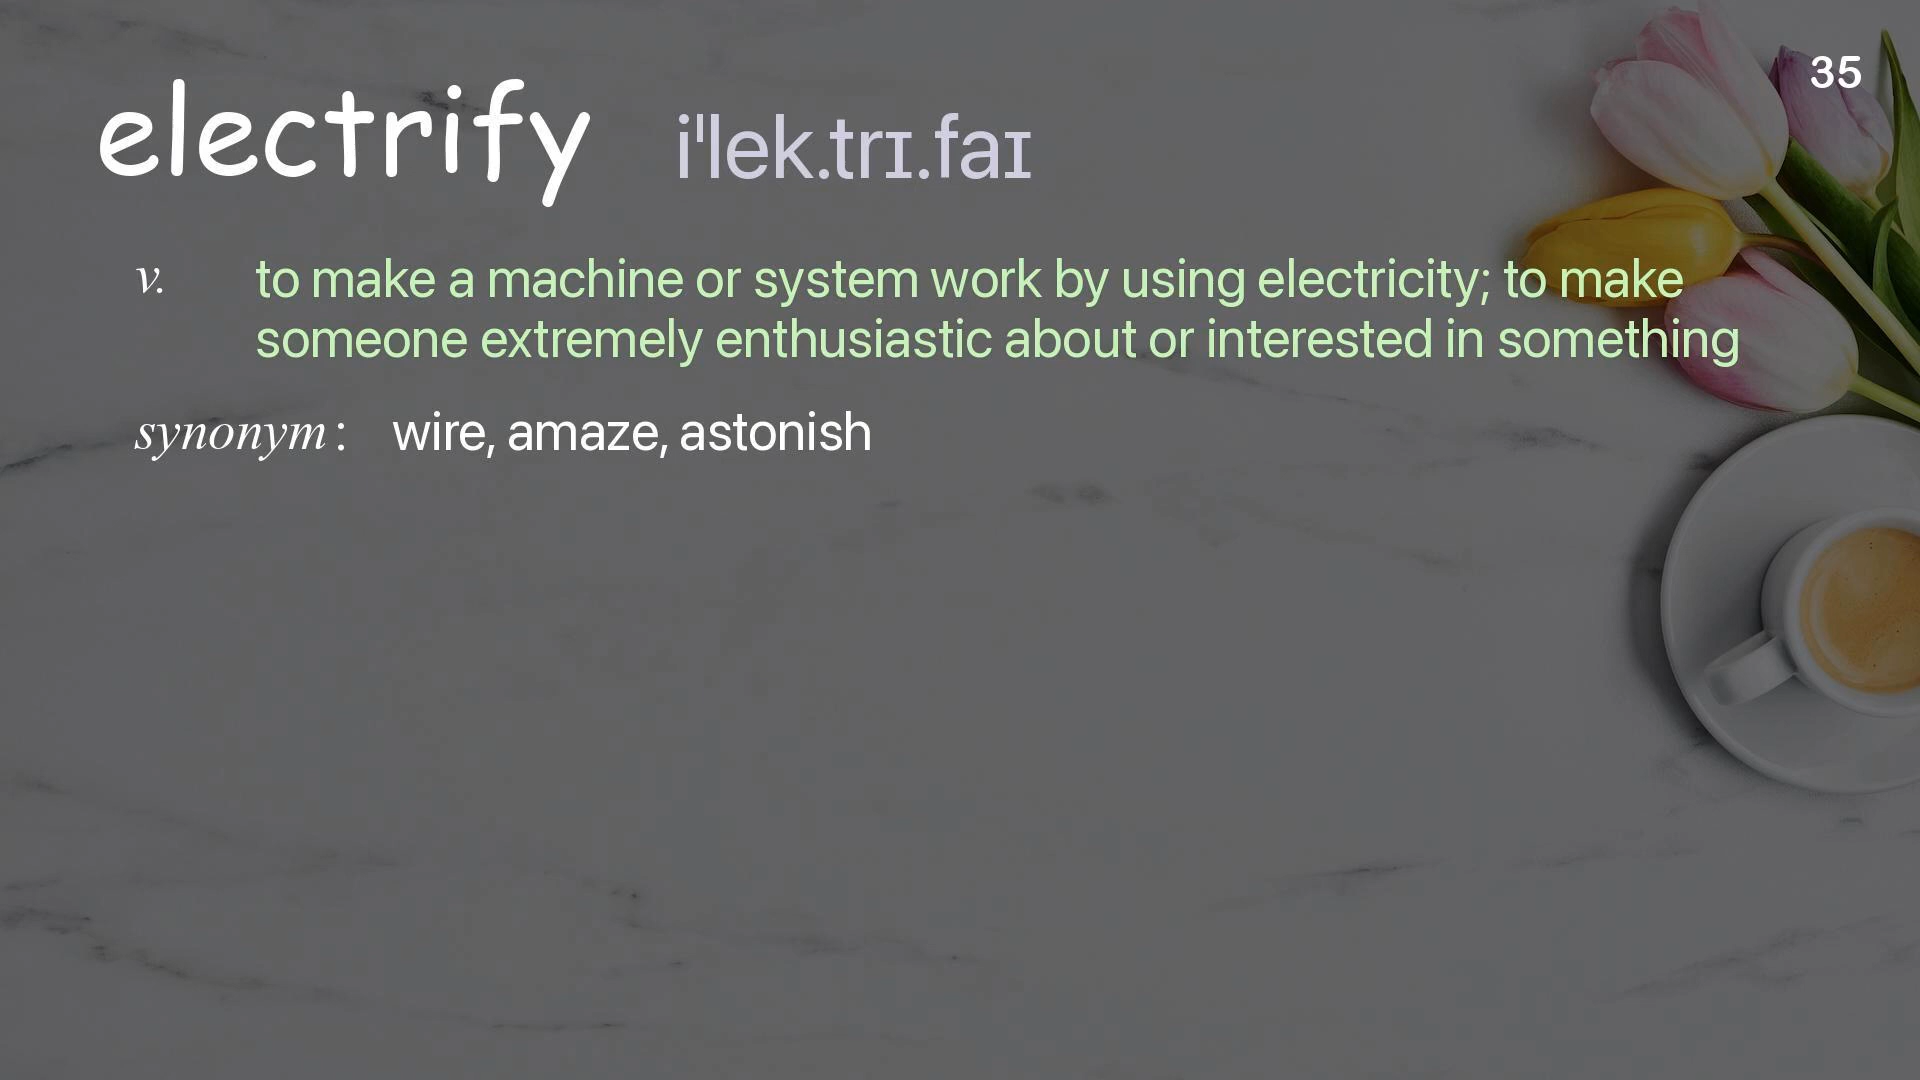 35
electrify iˈlek.trɪ.faɪ
v. to make a machine or system work by using electricity; to make
someone extremely enthusiastic about or interested in something
synonym: wire, amaze, astonish